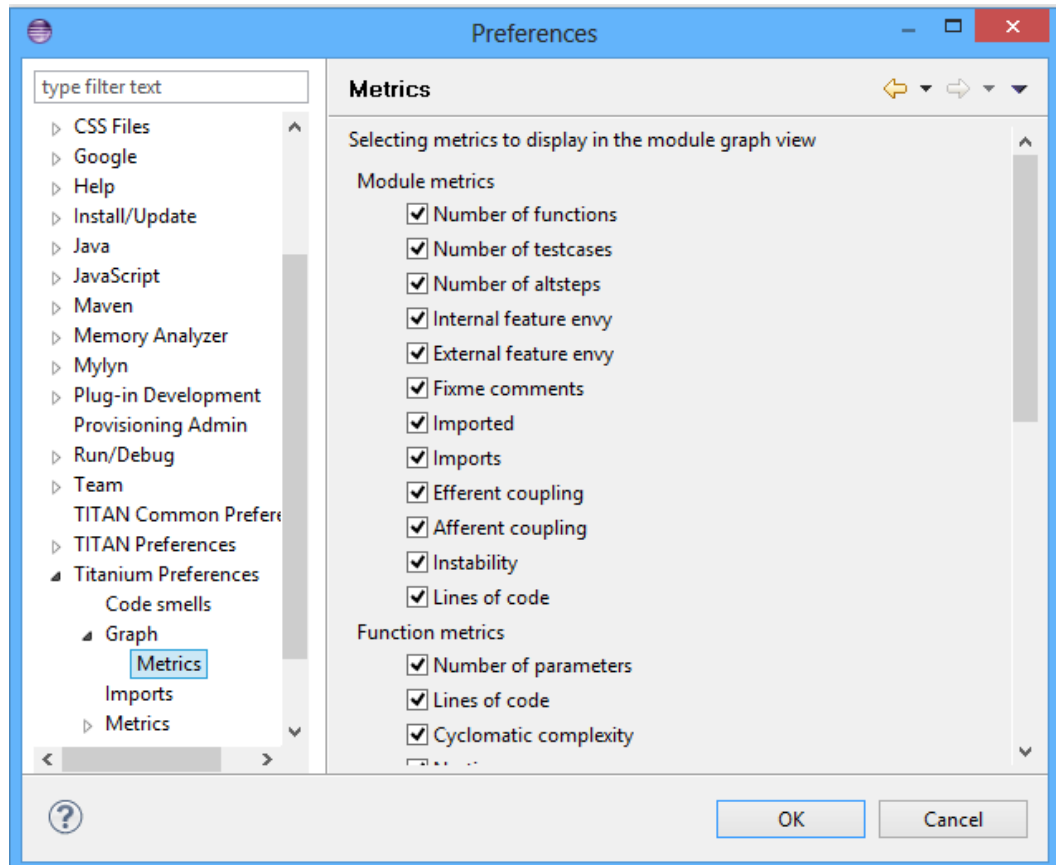 Preferences
type filter text
CSS Files
Google
Help
Install/Update
Java
JavaScript
Maven
Memory Analyzer
Mylyn
Plug-in Development
Provisioning Admin
Run/Debug
Team
TITAN Common Prefere
TITAN Preferences
Titanium Preferences
Code smells
Graph
Metrics
Imports
Metrics
Metrics
Selecting metrics to display in the module graph view
Module metrics
Number of functions
Number of testcases
Number of altsteps
Internal feature envy
External feature envy
Fixme comments
Imported
Imports
Efferent coupling
Afferent coupling
Instability
Lines of code
Function metrics
Number of parameters
Lines of code
Cyclomatic complexity
OK
Cancel